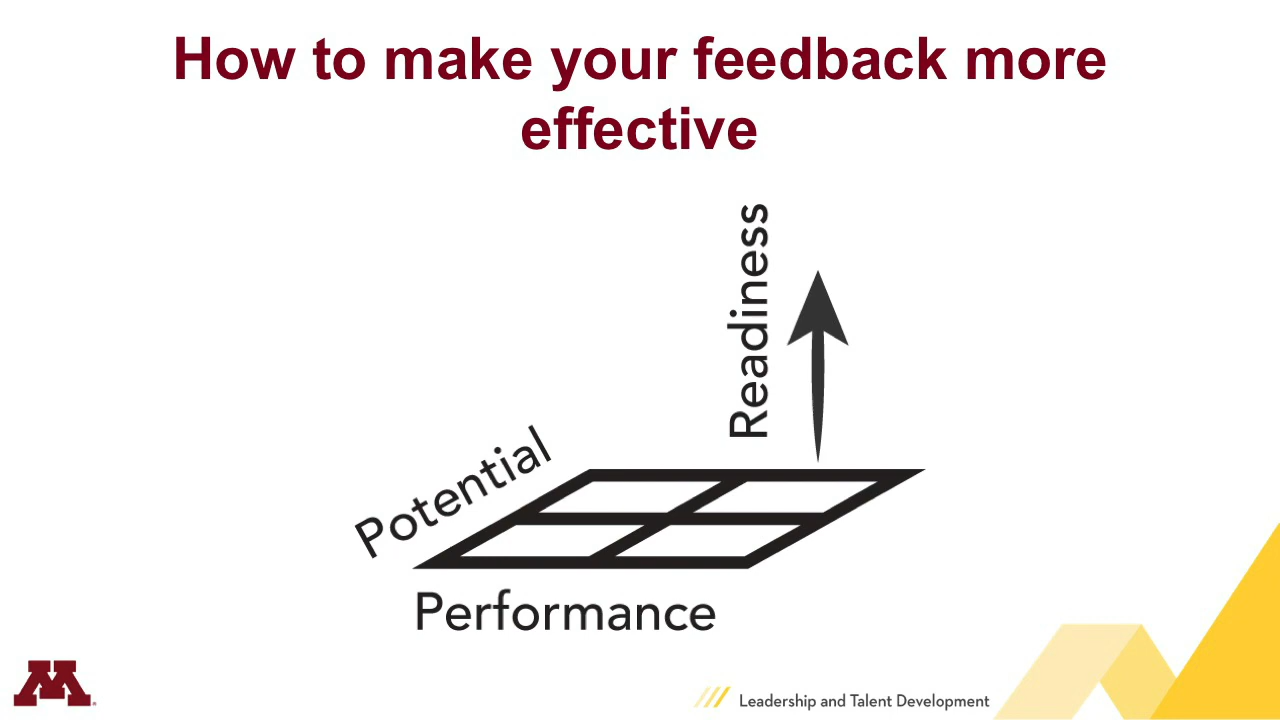 How to make your feedback more
effective
Readiness
Potential
Performance
M
Leadership and Talent Development